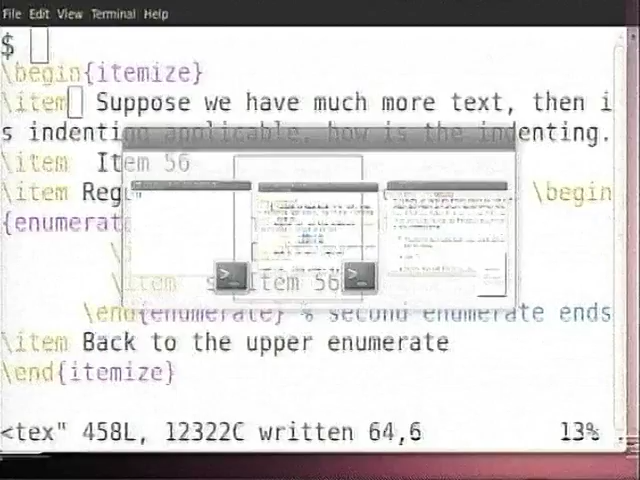 File Edit View Terminal Help
$
\begin{itemize}
\item Suppose we have much more text, then i
s indenting applicable, how is the indenting.
\item Item 56
\item Reg \begin
{enumerat
\item s Item 56
\end{enumerate} % second enumerate ends
\item Back to the upper enumerate
\end{itemize}
<tex" 458L, 12322C written 64,6 13%